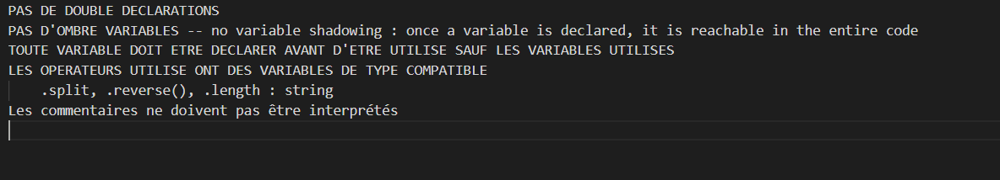 PAS DE DOUBLE DECLARATIONS
PAS D'OMBRE VARIABLES -- no variable shadowing : once a variable is declared, it is reachable in the entire code
TOUTE VARIABLE DOIT ETRE DECLARER AVANT D'ETRE UTILISE SAUF LES VARIABLES UTILISES
LES OPERATEURS UTILISE ONT DES VARIABLES DE TYPE COMPATIBLE
.split, .reverse(), .length : string
Les commentaires ne doivent pas être interprétés